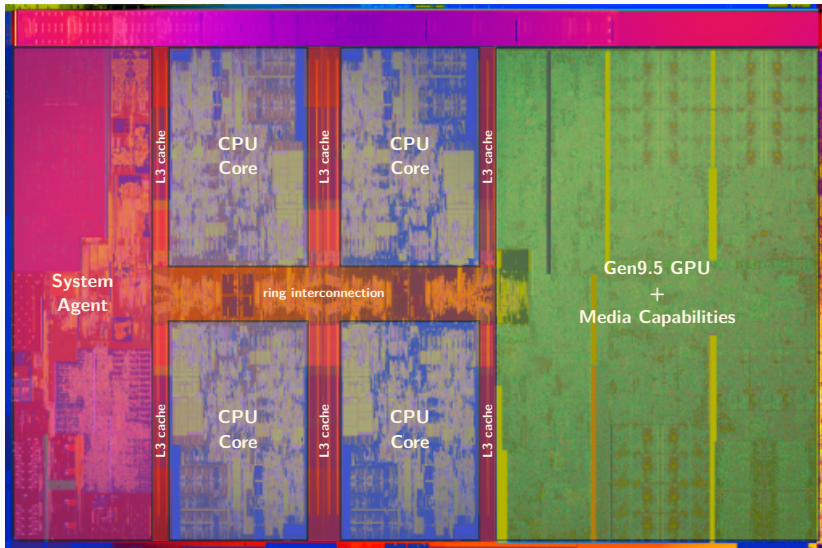 L3 cache
CPU
Core
L3 cache
CPU
Core
L3 cache
System
Agent
ring interconnection
Gen9.5 GPU
+
Media Capabilities
L3 cache
CPU
Core
L3 cache
CPU
Core
L3 cache